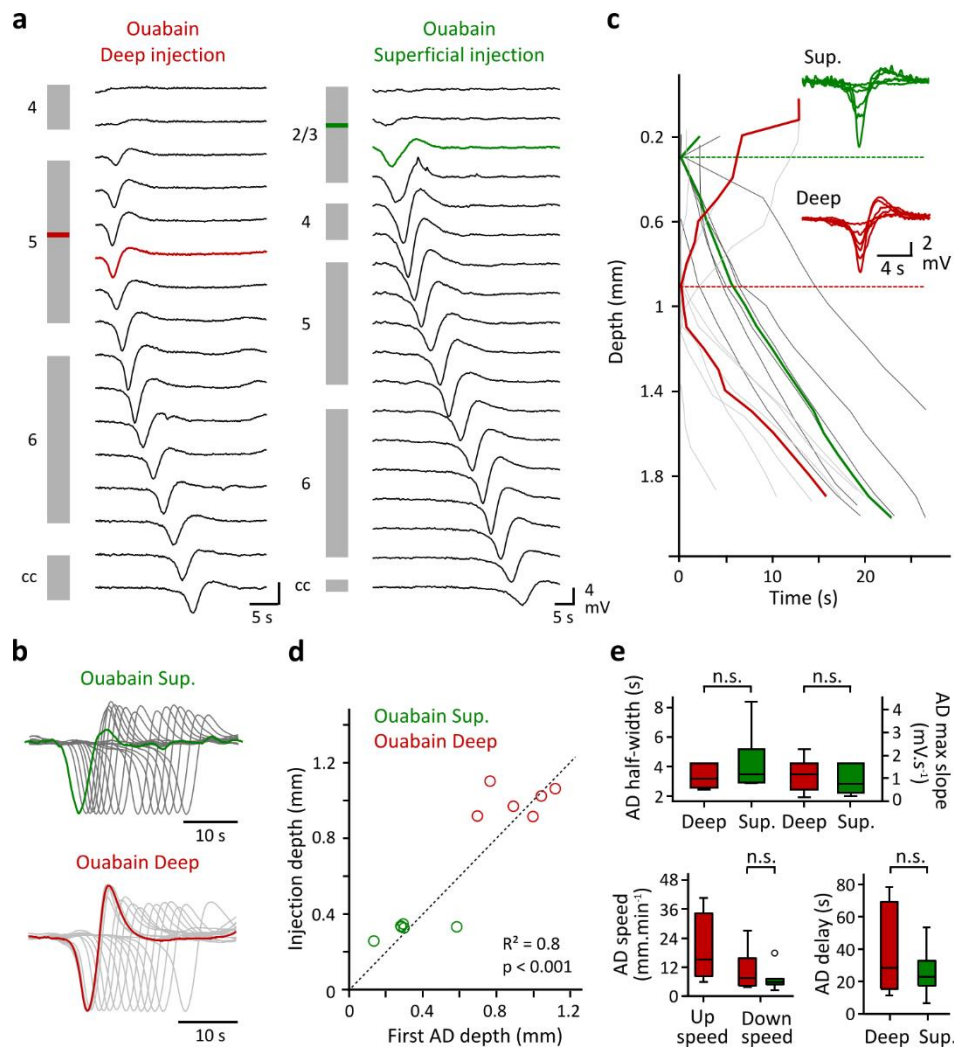 a
Ouabain
Deep injection
4
5
6
cc
5 s
Ouabain
Superficial injection
2/3
4
5
6
cc
5 s
4
mV
c
Sup.
Deep
4 s
2
mV
Depth (mm)
0.2
0.6
1
1.4
1.8
0
10
20
Time (s)
b
Ouabain Sup.
10 s
Ouabain Deep
10 s
d
Ouabain Sup.
Ouabain Deep
Injection depth (mm)
1.2
0.8
0.4
0
R² = 0.8
p < 0.001
0 0.4 0.8 1.2
First AD depth (mm)
e
n.s.
n.s.
AD half-width (s)
8
6
4
2
AD max slope
(mV.s⁻¹)
4
3
2
1
0
Deep Sup. Deep Sup.
n.s.
AD speed
(mm.min⁻¹)
48
36
24
12
0
Up
speed
Down
speed
n.s.
AD delay (s)
80
60
40
20
0
Deep Sup.